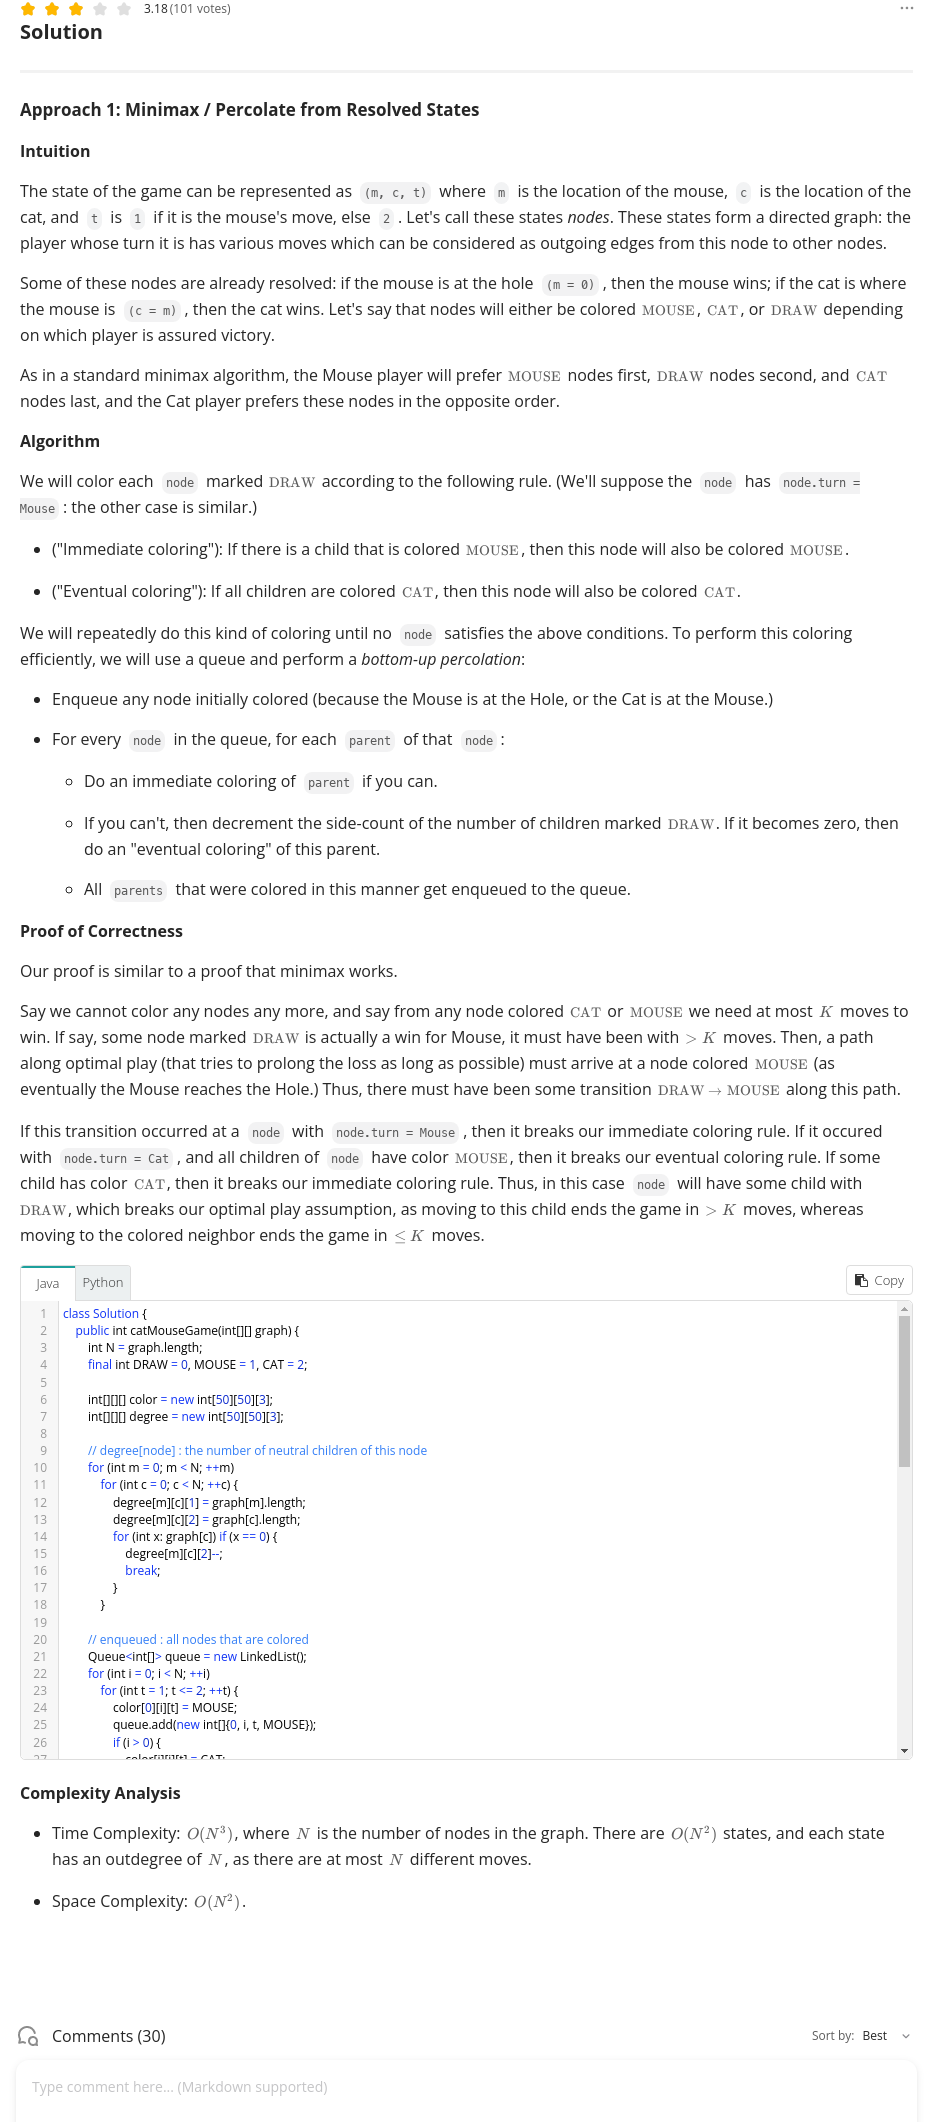 3.18 (101 votes)
Solution
Approach 1: Minimax / Percolate from Resolved States
Intuition
The state of the game can be represented as (m, c, t) where m is the location of the mouse, c is the location of the
cat, and t is 1 if it is the mouse's move, else 2 . Let's call these states nodes. These states form a directed graph: the
player whose turn it is has various moves which can be considered as outgoing edges from this node to other nodes.
Some of these nodes are already resolved: if the mouse is at the hole (m = 0) , then the mouse wins; if the cat is where
the mouse is (c = m) , then the cat wins. Let's say that nodes will either be colored MOUSE, CAT, or DRAW depending
on which player is assured victory.
As in a standard minimax algorithm, the Mouse player will prefer MOUSE nodes first, DRAW nodes second, and CAT
nodes last, and the Cat player prefers these nodes in the opposite order.
Algorithm
We will color each node marked DRAW according to the following rule. (We'll suppose the node has node.turn =
Mouse : the other case is similar.)
• ("Immediate coloring"): If there is a child that is colored MOUSE, then this node will also be colored MOUSE.
• ("Eventual coloring"): If all children are colored CAT, then this node will also be colored CAT.
We will repeatedly do this kind of coloring until no node satisfies the above conditions. To perform this coloring
efficiently, we will use a queue and perform a bottom-up percolation:
• Enqueue any node initially colored (because the Mouse is at the Hole, or the Cat is at the Mouse.)
• For every node in the queue, for each parent of that node :
◦ Do an immediate coloring of parent if you can.
◦ If you can't, then decrement the side-count of the number of children marked DRAW. If it becomes zero, then
do an "eventual coloring" of this parent.
◦ All parents that were colored in this manner get enqueued to the queue.
Proof of Correctness
Our proof is similar to a proof that minimax works.
Say we cannot color any nodes any more, and say from any node colored CAT or MOUSE we need at most K moves to
win. If say, some node marked DRAW is actually a win for Mouse, it must have been with > K moves. Then, a path
along optimal play (that tries to prolong the loss as long as possible) must arrive at a node colored MOUSE (as
eventually the Mouse reaches the Hole.) Thus, there must have been some transition DRAW → MOUSE along this path.
If this transition occurred at a node with node.turn = Mouse , then it breaks our immediate coloring rule. If it occured
with node.turn = Cat , and all children of node have color MOUSE, then it breaks our eventual coloring rule. If some
child has color CAT, then it breaks our immediate coloring rule. Thus, in this case node will have some child with
DRAW, which breaks our optimal play assumption, as moving to this child ends the game in > K moves, whereas
moving to the colored neighbor ends the game in ≤ K moves.
Java Python Copy
1 class Solution {
2 public int catMouseGame(int[][] graph) {
3 int N = graph.length;
4 final int DRAW = 0, MOUSE = 1, CAT = 2;
5
6 int[][][] color = new int[50][50][3];
7 int[][][] degree = new int[50][50][3];
8
9 // degree[node] : the number of neutral children of this node
10 for (int m = 0; m < N; ++m)
11 for (int c = 0; c < N; ++c) {
12 degree[m][c][1] = graph[m].length;
13 degree[m][c][2] = graph[c].length;
14 for (int x: graph[c]) if (x == 0) {
15 degree[m][c][2]--;
16 break;
17 }
18 }
19
20 // enqueued : all nodes that are colored
21 Queue<int[]> queue = new LinkedList();
22 for (int i = 0; i < N; ++i)
23 for (int t = 1; t <= 2; ++t) {
24 color[0][i][t] = MOUSE;
25 queue.add(new int[]{0, i, t, MOUSE});
26 if (i > 0) {
27 color[i][i][t] = CAT;
Complexity Analysis
• Time Complexity: O(N³), where N is the number of nodes in the graph. There are O(N²) states, and each state
has an outdegree of N, as there are at most N different moves.
• Space Complexity: O(N²).
Comments (30) Sort by: Best
Type comment here... (Markdown supported)